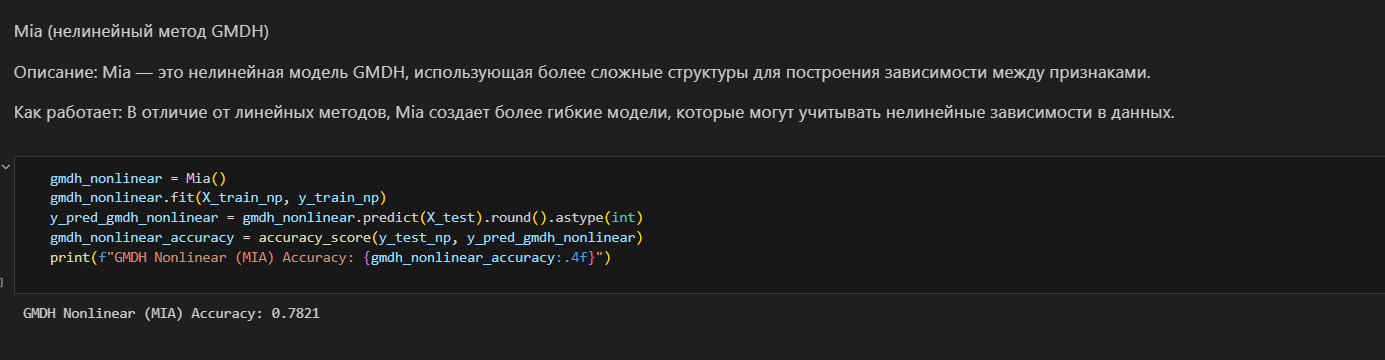 Mia (нелинейный метод GMDH)
Описание: Mia — это нелинейная модель GMDH, использующая более сложные структуры для построения зависимости между признаками.
Как работает: В отличие от линейных методов, Mia создает более гибкие модели, которые могут учитывать нелинейные зависимости в данных.
gmdh_nonlinear = Mia()
gmdh_nonlinear.fit(X_train_np, y_train_np)
y_pred_gmdh_nonlinear = gmdh_nonlinear.predict(X_test).round().astype(int)
gmdh_nonlinear_accuracy = accuracy_score(y_test_np, y_pred_gmdh_nonlinear)
print(f"GMDH Nonlinear (MIA) Accuracy: {gmdh_nonlinear_accuracy:.4f}")
]
GMDH Nonlinear (MIA) Accuracy: 0.7821